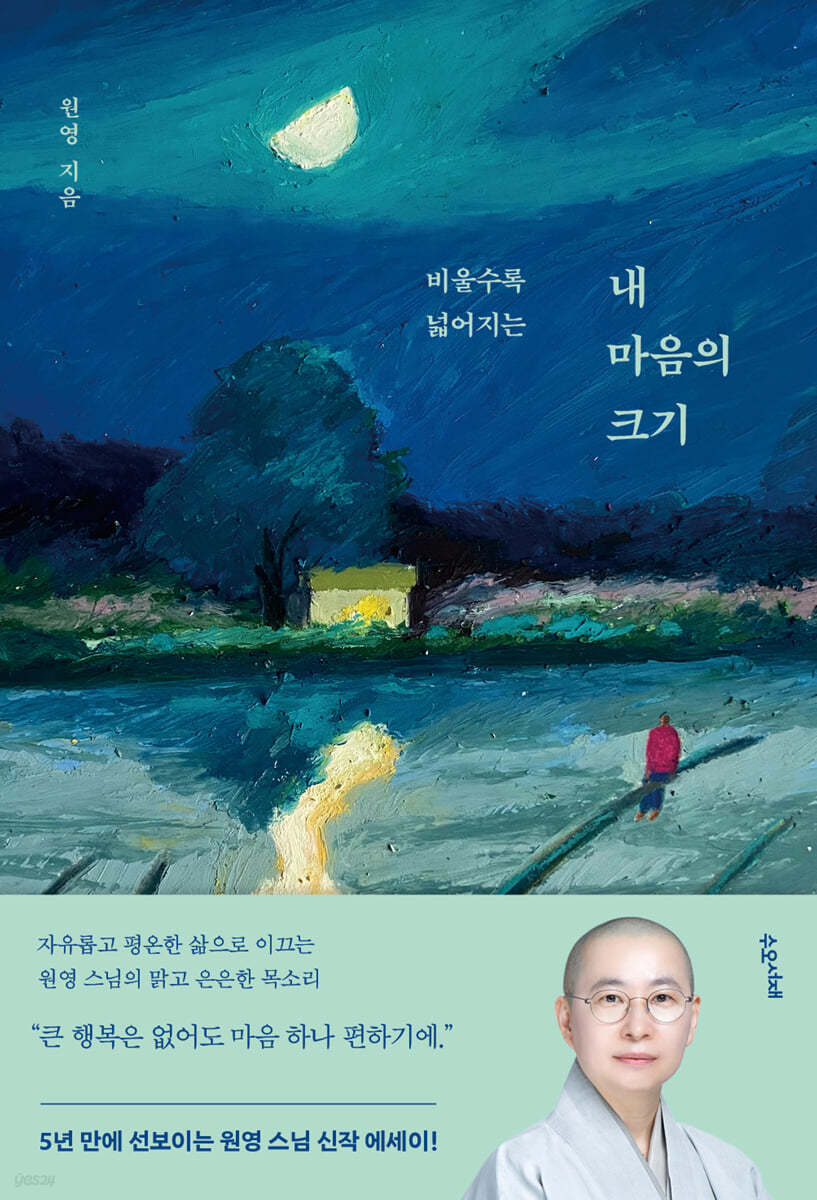 원영 지음
비울수록
넓어지는
내
마음의
크기
자유롭고 평온한 삶으로 이끄는
원영 스님의 맑고 은은한 목소리
“큰 행복은 없어도 마음 하나 편하기에.”
수오서재
5년 만에 선보이는 원영 스님 신작 에세이!
yes24